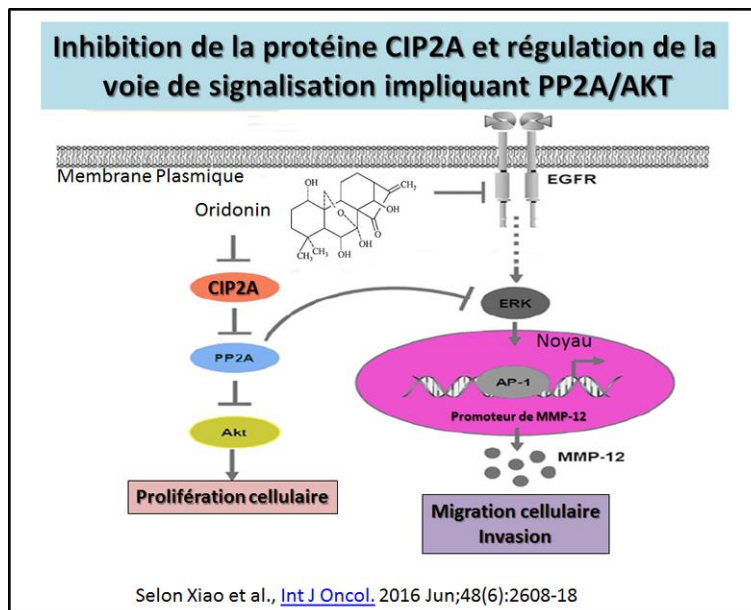 Inhibition de la protéine CIP2A et régulation de la
voie de signalisation impliquant PP2A/AKT
Membrane Plasmique
EGFR
Oridonin
OH
CH₂
O
OH
O
OH
H₃C
CH₃
OH
CIP2A
ERK
PP2A
Noyau
AP-1
Promoteur de MMP-12
Akt
MMP-12
Prolifération cellulaire
Migration cellulaire
Invasion
Selon Xiao et al., Int J Oncol. 2016 Jun;48(6):2608-18